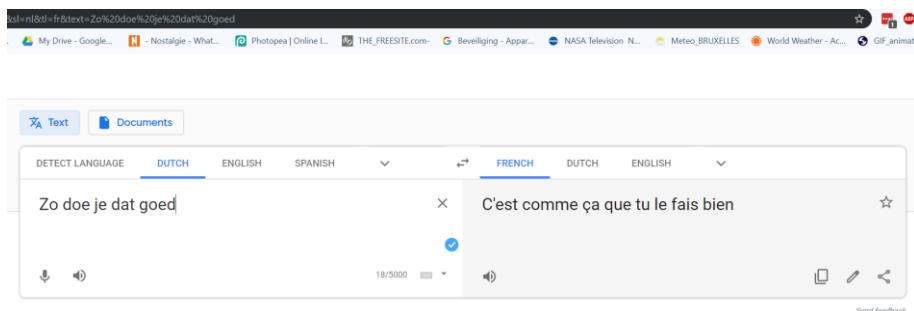 &sl=nl&tl=fr&text=Zo%20doe%20je%20dat%20goed
My Drive - Google... N - Nostalgie - What... Photopea | Online I... THE_FREESITE.com- G Beveiliging - Appar... NASA Television N... Meteo_BRUXELLES World Weather - Ac... GIF_animat
Text Documents
DETECT LANGUAGE DUTCH ENGLISH SPANISH FRENCH DUTCH ENGLISH
Zo doe je dat goed C'est comme ça que tu le fais bien
18/5000
Send feedback